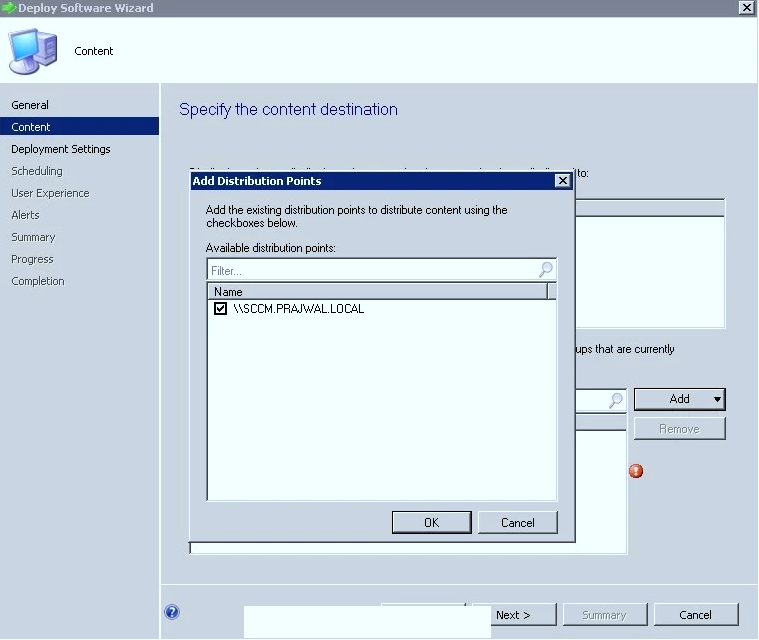 Deploy Software Wizard
Content
General
Content
Deployment Settings
Scheduling
User Experience
Alerts
Summary
Progress
Completion
Specify the content destination
to:
Add Distribution Points
Add the existing distribution points to distribute content using the
checkboxes below.
Available distribution points:
Filter...
Name
\\SCCM.PRAJWAL.LOCAL
ups that are currently
Add
Remove
OK
Cancel
Next >
Summary
Cancel